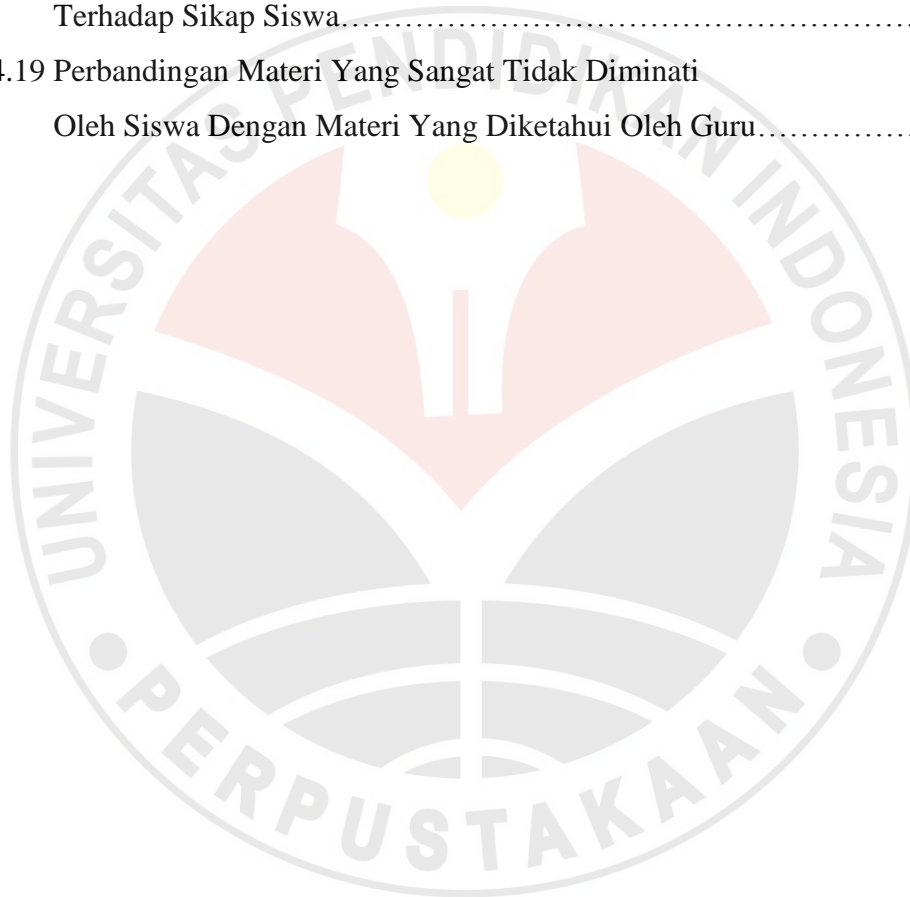 Terhadap Sikap Siswa……………………………………………………….
4.19 Perbandingan Materi Yang Sangat Tidak Diminati
Oleh Siswa Dengan Materi Yang Diketahui Oleh Guru…………….
UNIVERSITAS PENDIDIKAN INDONESIA
PERPUSTAKAAN